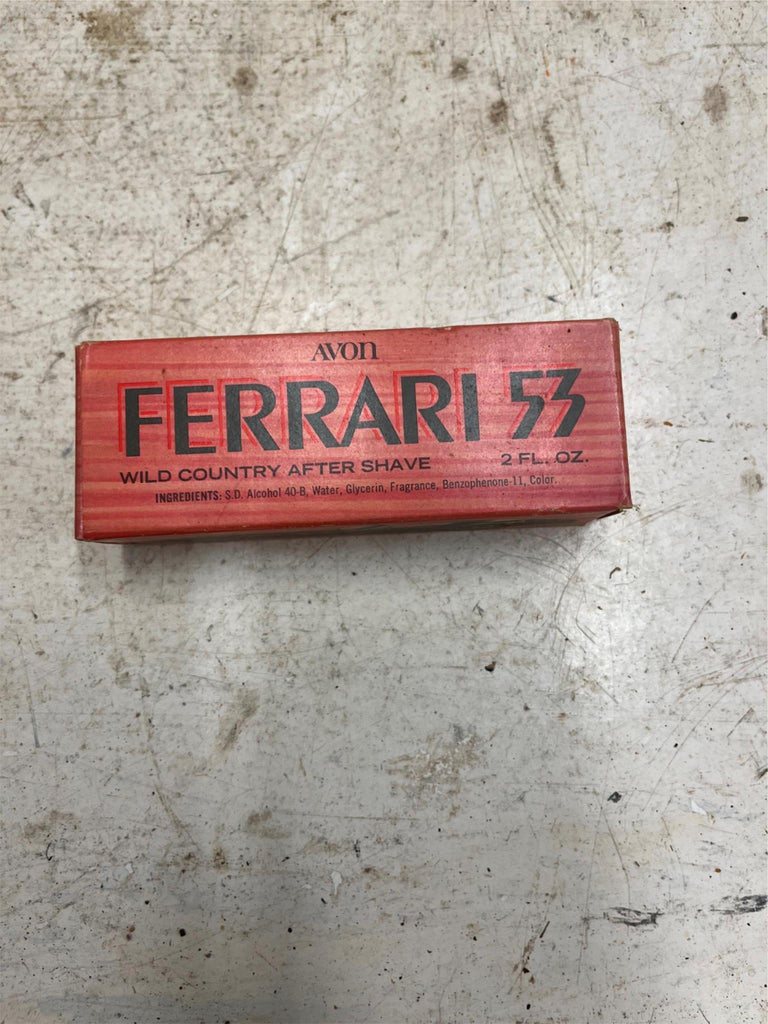 AVON
FERRARI 53
WILD COUNTRY AFTER SHAVE 2 FL. OZ.
INGREDIENTS: S.D. Alcohol 40-B, Water, Glycerin, Fragrance, Benzophenone-11, Color.